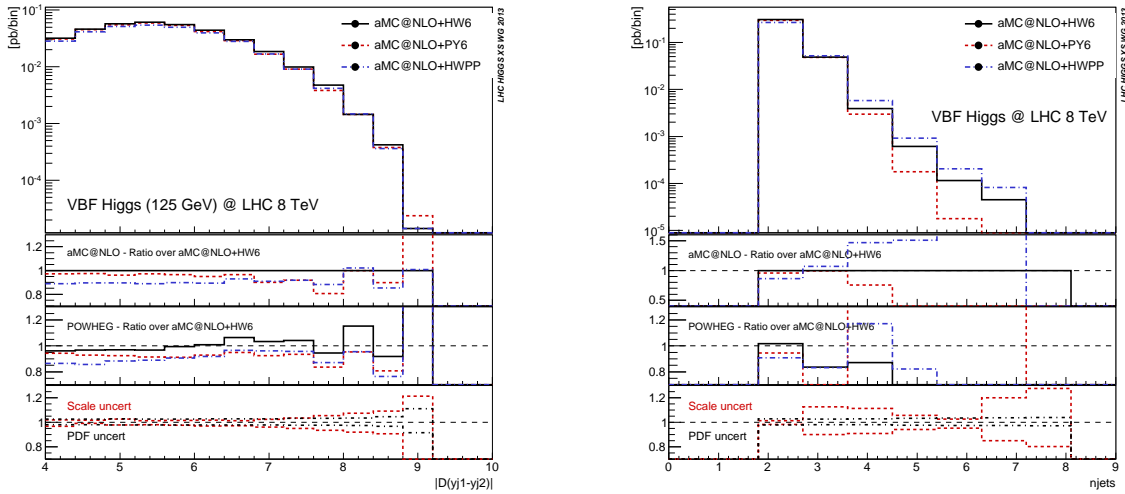 [pb/bin]
10⁻¹
10⁻²
10⁻³
10⁻⁴
aMC@NLO+HW6
aMC@NLO+PY6
aMC@NLO+HWPP
LHC HIGGS XS WG 2013
VBF Higgs (125 GeV) @ LHC 8 TeV
1.2
1
0.8
aMC@NLO - Ratio over aMC@NLO+HW6
1.2
1
0.8
POWHEG - Ratio over aMC@NLO+HW6
1.2
1
0.8
Scale uncert
PDF uncert
4 5 6 7 8 9 10
|D(yj1-yj2)|
[pb/bin]
10⁻¹
10⁻²
10⁻³
10⁻⁴
10⁻⁵
aMC@NLO+HW6
aMC@NLO+PY6
aMC@NLO+HWPP
LHC HIGGS XS WG 2013
VBF Higgs @ LHC 8 TeV
1.5
1
0.5
aMC@NLO - Ratio over aMC@NLO+HW6
1.2
1
0.8
POWHEG - Ratio over aMC@NLO+HW6
1.2
1
0.8
Scale uncert
PDF uncert
0 1 2 3 4 5 6 7 8 9
njets